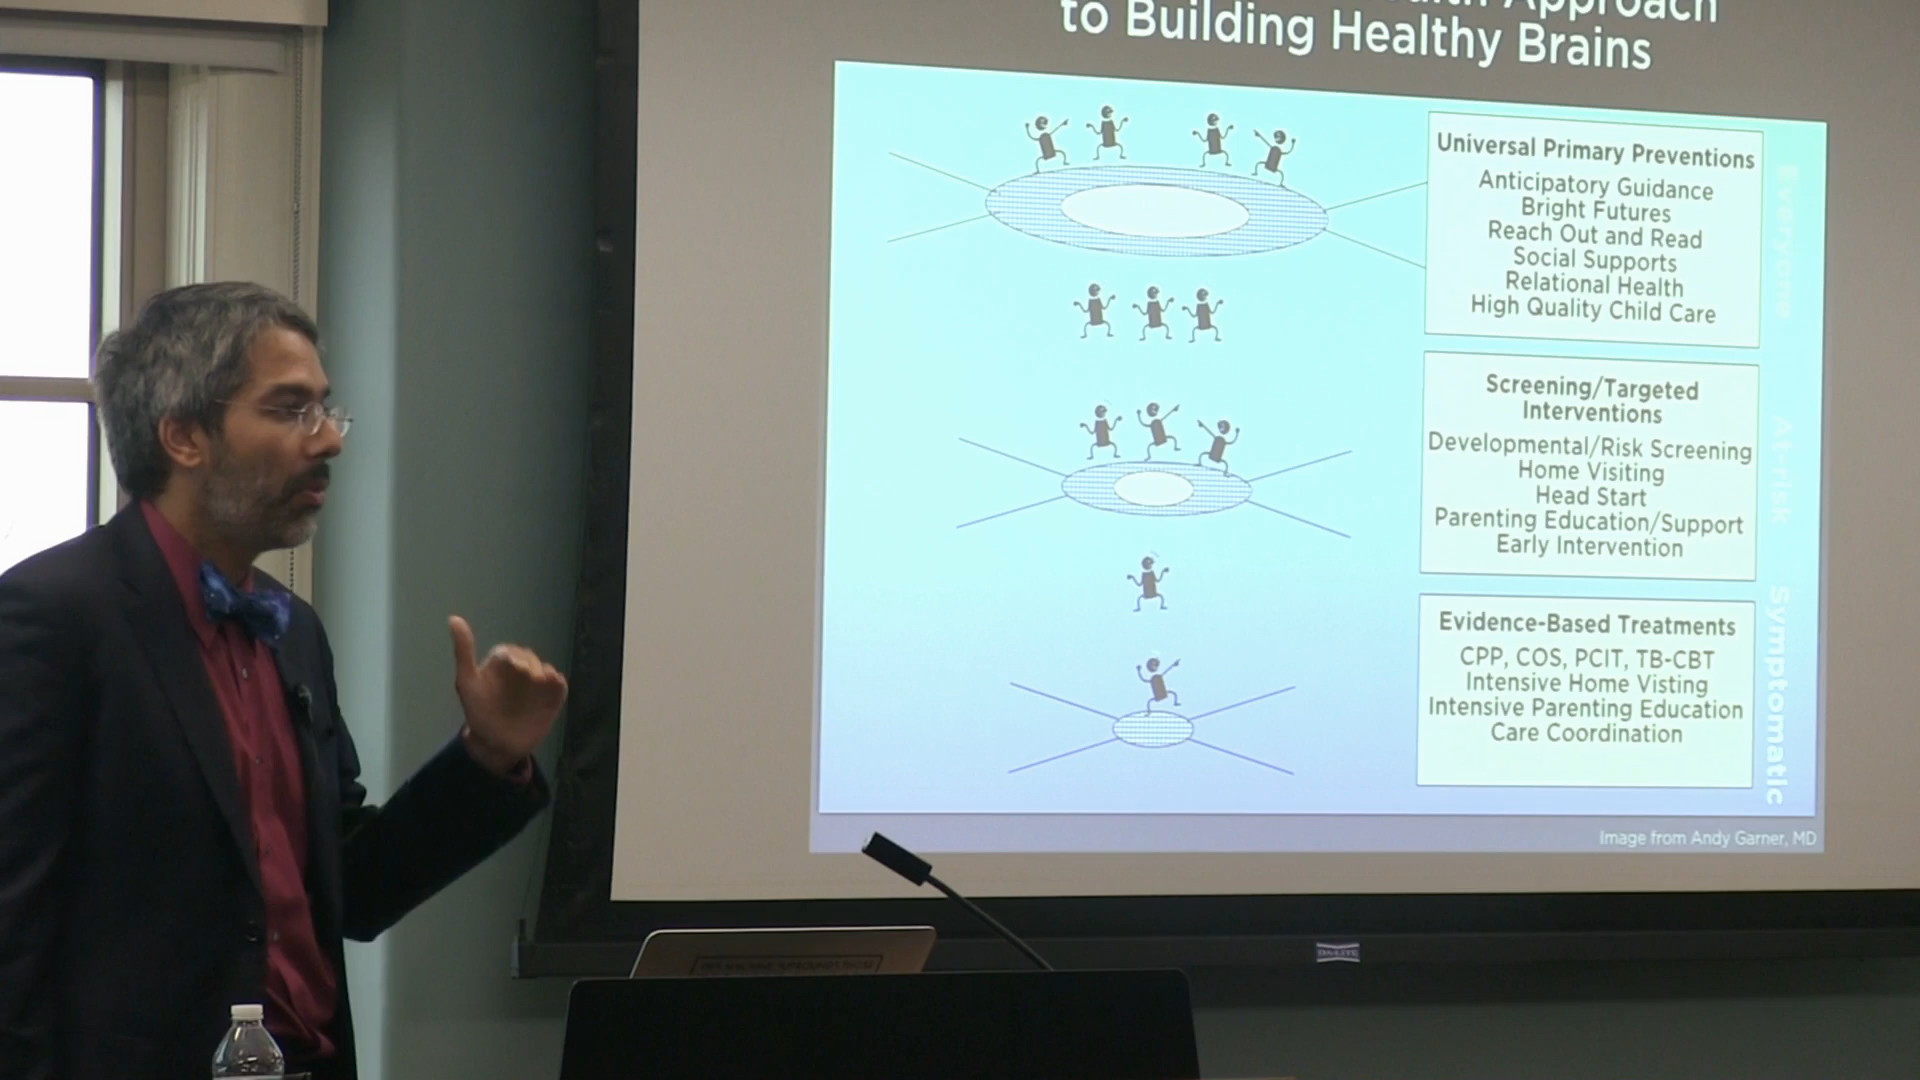 Approach
to Building Healthy Brains
Universal Primary Preventions
Anticipatory Guidance
Bright Futures
Reach Out and Read
Social Supports
Relational Health
High Quality Child Care
Everyone
Screening/Targeted
Interventions
Developmental/Risk Screening
Home Visiting
Head Start
Parenting Education/Support
Early Intervention
At-risk
Evidence-Based Treatments
CPP, COS, PCIT, TB-CBT
Intensive Home Visting
Intensive Parenting Education
Care Coordination
Symptomatic
Image from Andy Garner, MD
DA-LITE